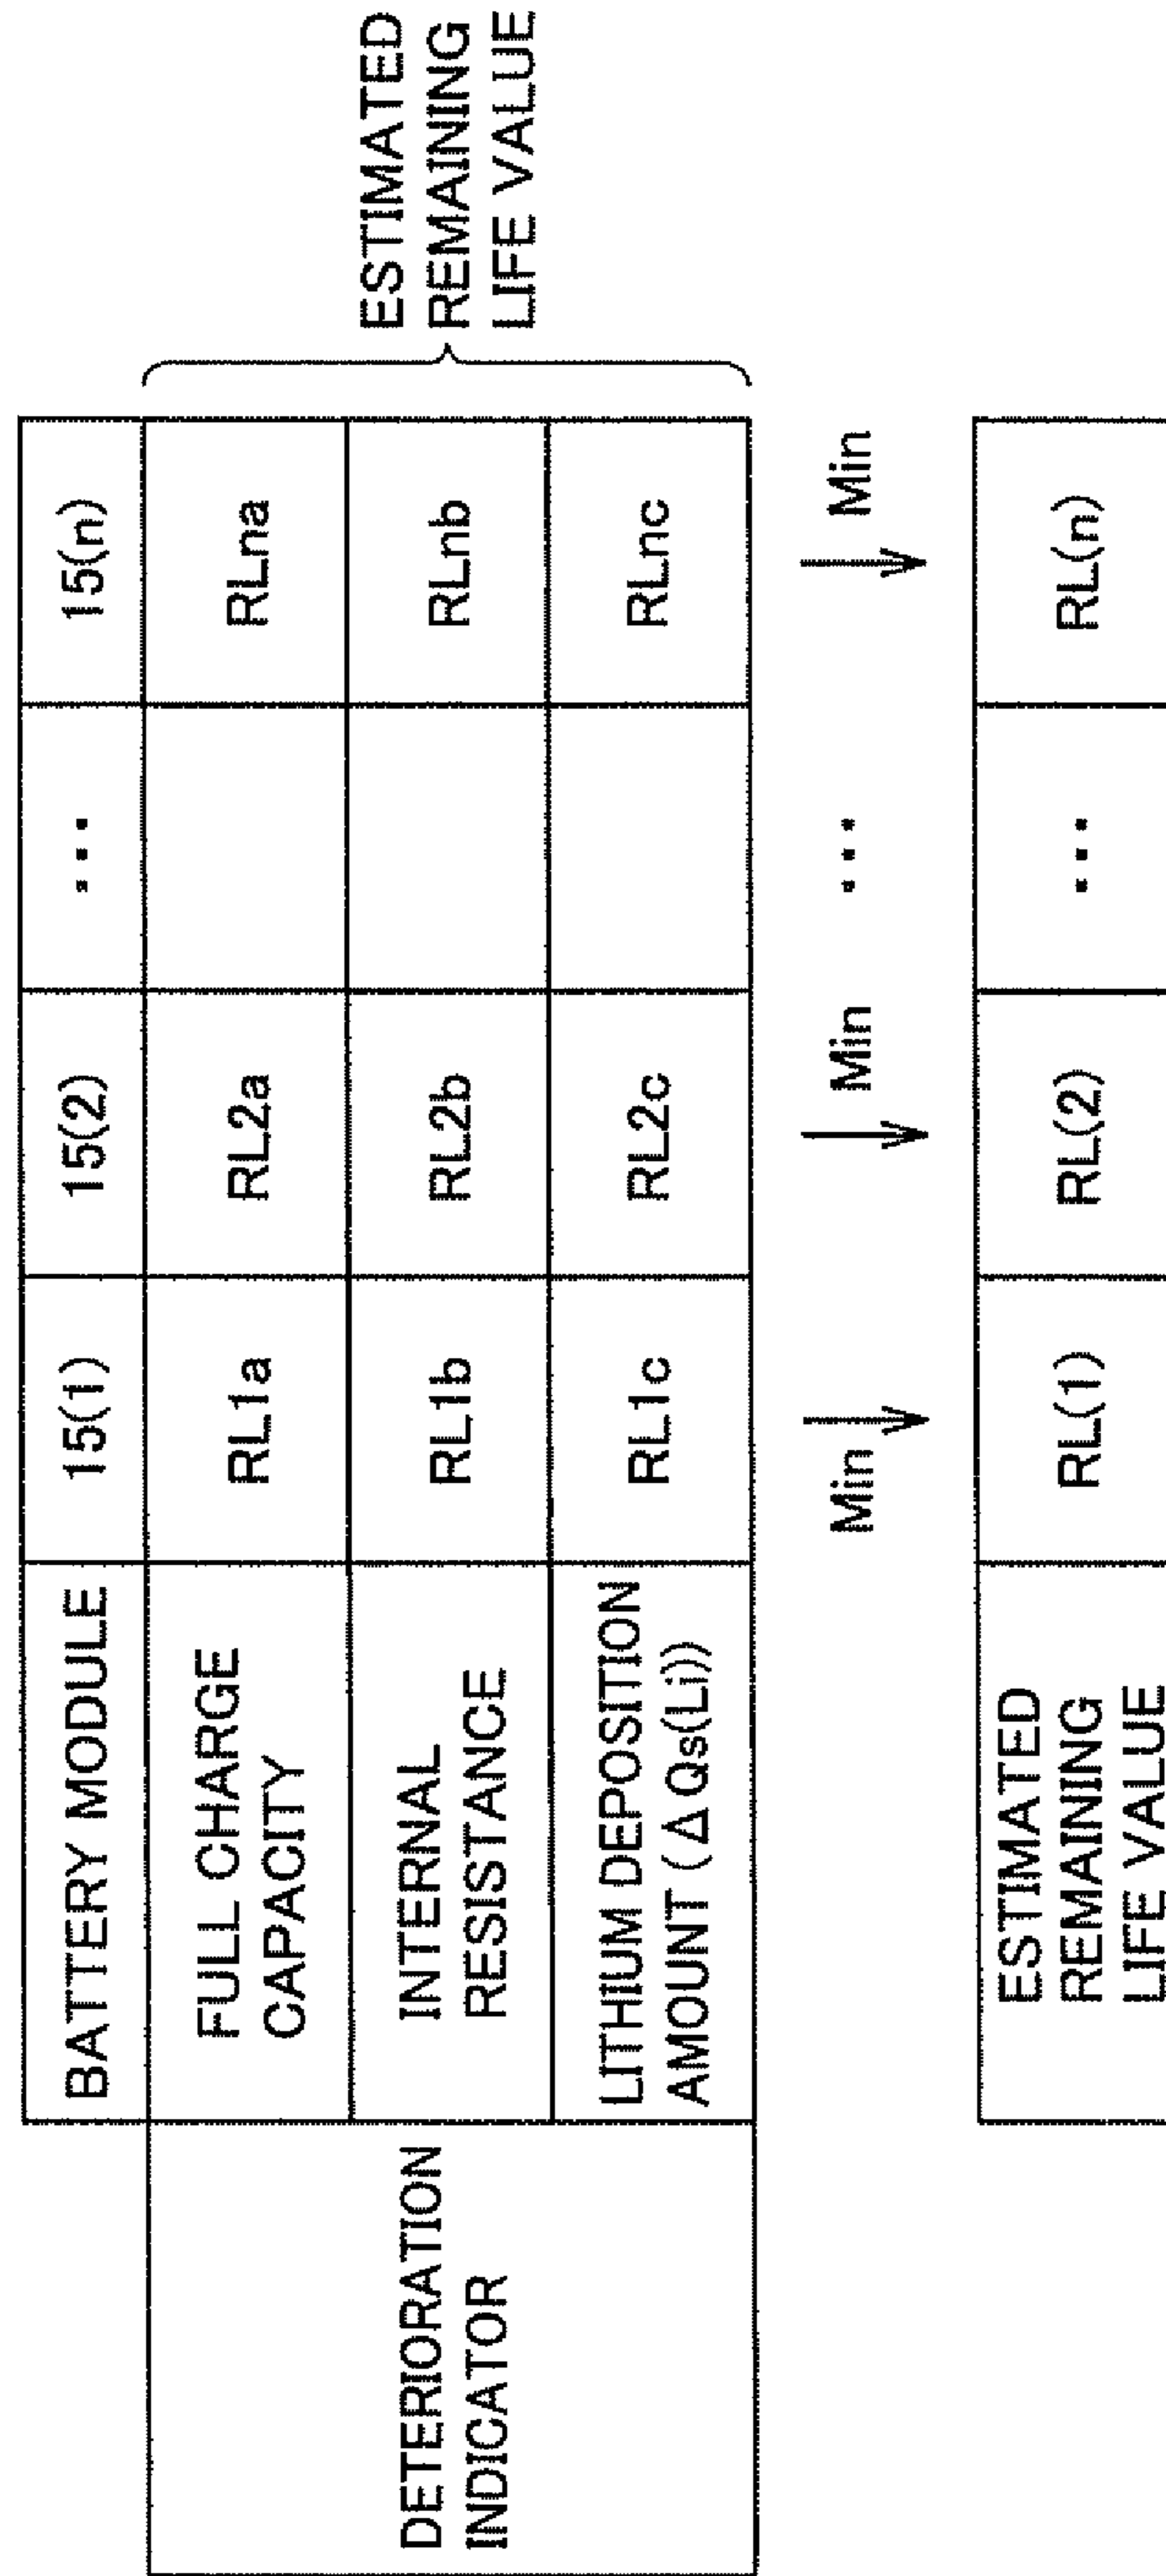 BATTERY MODULE
15(1)
15(2)
...
15(n)
DETERIORATION
INDICATOR
FULL CHARGE
CAPACITY
RL1a
RL2a
RLna
INTERNAL
RESISTANCE
RL1b
RL2b
RLnb
LITHIUM DEPOSITION
AMOUNT (ΔQs(Li))
RL1c
RL2c
RLnc
ESTIMATED
REMAINING
LIFE VALUE
Min
Min
...
Min
ESTIMATED
REMAINING
LIFE VALUE
RL(1)
RL(2)
...
RL(n)